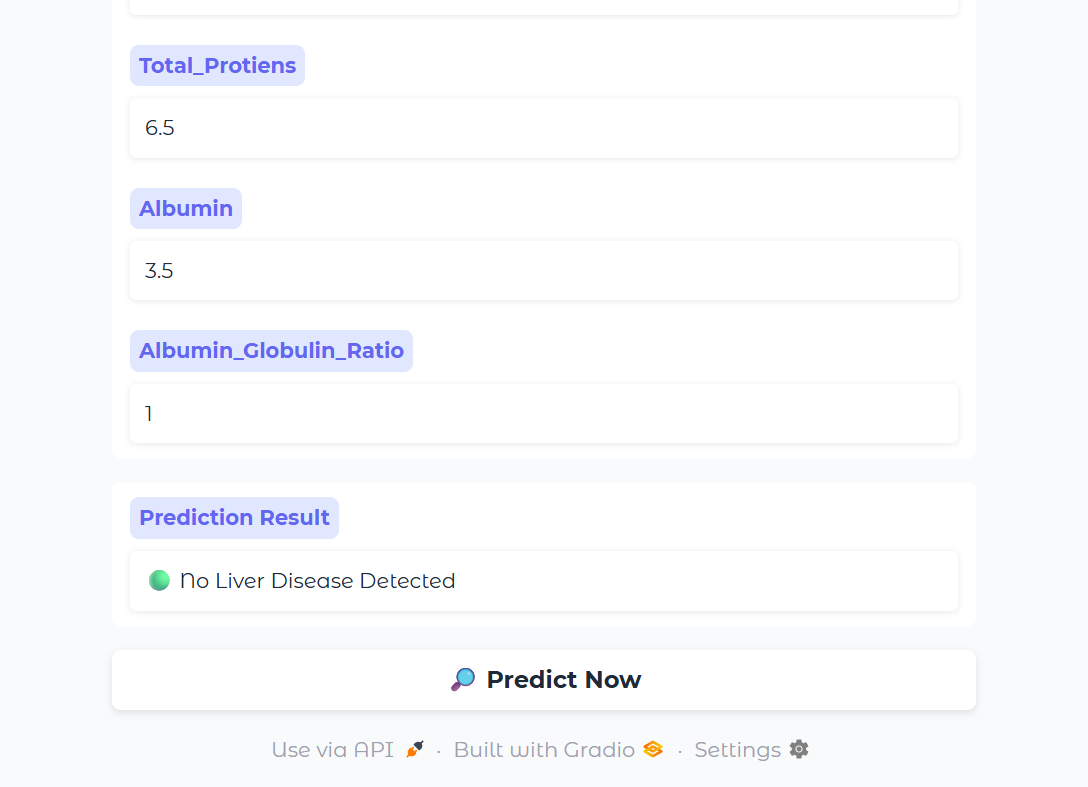 Total_Protiens
6.5
Albumin
3.5
Albumin_Globulin_Ratio
1
Prediction Result
No Liver Disease Detected
Predict Now
Use via API · Built with Gradio · Settings